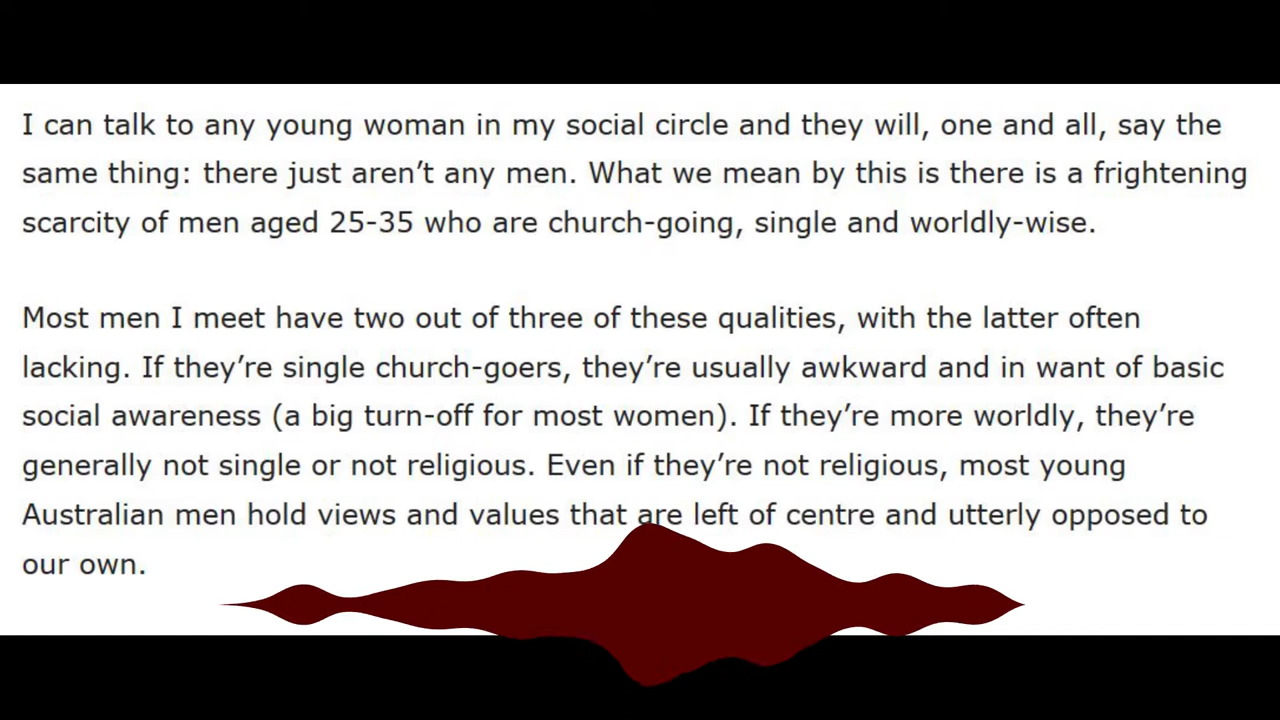 I can talk to any young woman in my social circle and they will, one and all, say the
same thing: there just aren’t any men. What we mean by this is there is a frightening
scarcity of men aged 25-35 who are church-going, single and worldly-wise.
Most men I meet have two out of three of these qualities, with the latter often
lacking. If they’re single church-goers, they’re usually awkward and in want of basic
social awareness (a big turn-off for most women). If they’re more worldly, they’re
generally not single or not religious. Even if they’re not religious, most young
Australian men hold views and values that are left of centre and utterly opposed to
our own.